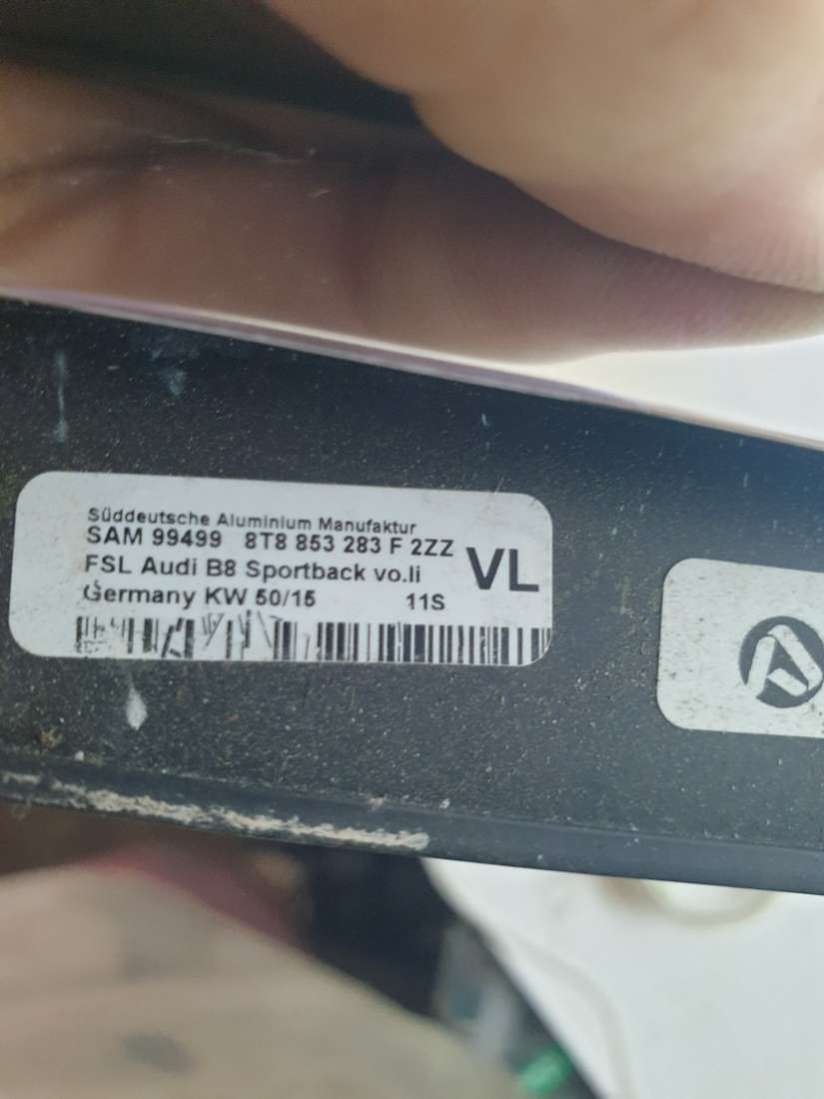 Süddeutsche Aluminium Manufaktur
SAM 99499 8T8 853 283 F 2ZZ
FSL Audi B8 Sportback vo.li
VL
Germany KW 50/15 11S